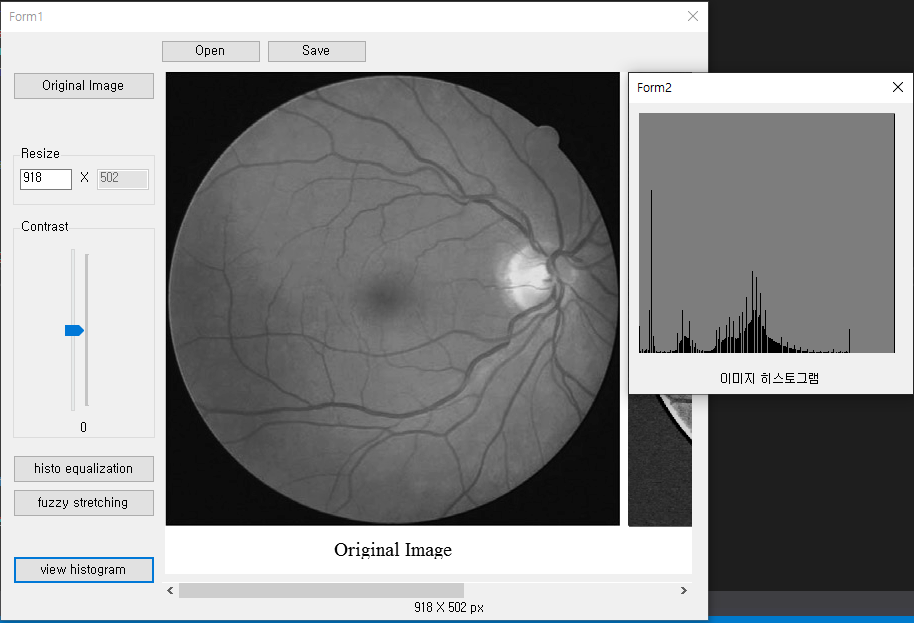 Form1
Open
Save
Original Image
Resize
918 X 502
Contrast
0
histo equalization
fuzzy stretching
view histogram
Original Image
918 X 502 px
Form2
이미지 히스토그램